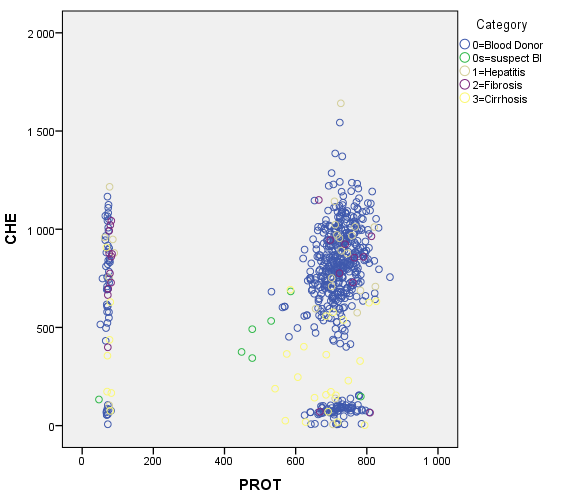 Category
0=Blood Donor
0s=suspect Bl
1=Hepatitis
2=Fibrosis
3=Cirrhosis
2 000
1 500
1 000
500
0
CHE
0 200 400 600 800 1 000
PROT